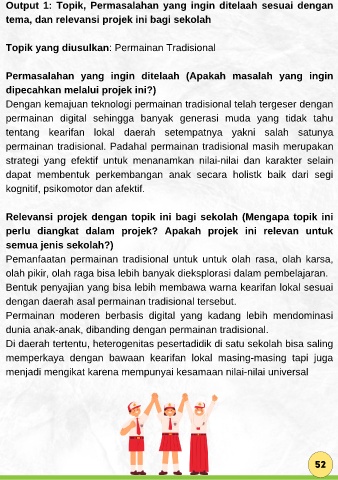 Output 1: Topik, Permasalahan yang ingin ditelaah sesuai dengan
tema, dan relevansi projek ini bagi sekolah
Topik yang diusulkan: Permainan Tradisional
Permasalahan yang ingin ditelaah (Apakah masalah yang ingin
dipecahkan melalui projek ini?)
Dengan kemajuan teknologi permainan tradisional telah tergeser dengan
permainan digital sehingga banyak generasi muda yang tidak tahu
tentang kearifan lokal daerah setempatnya yakni salah satunya
permainan tradisional. Padahal permainan tradisional masih merupakan
strategi yang efektif untuk menanamkan nilai-nilai dan karakter selain
dapat membentuk perkembangan anak secara holistk baik dari segi
kognitif, psikomotor dan afektif.
Relevansi projek dengan topik ini bagi sekolah (Mengapa topik ini
perlu diangkat dalam projek? Apakah projek ini relevan untuk
semua jenis sekolah?)
Pemanfaatan permainan tradisional untuk untuk olah rasa, olah karsa,
olah pikir, olah raga bisa lebih banyak dieksplorasi dalam pembelajaran.
Bentuk penyajian yang bisa lebih membawa warna kearifan lokal sesuai
dengan daerah asal permainan tradisional tersebut.
Permainan moderen berbasis digital yang kadang lebih mendominasi
dunia anak-anak, dibanding dengan permainan tradisional.
Di daerah tertentu, heterogenitas pesertadidik di satu sekolah bisa saling
memperkaya dengan bawaan kearifan lokal masing-masing tapi juga
menjadi mengikat karena mempunyai kesamaan nilai-nilai universal
52